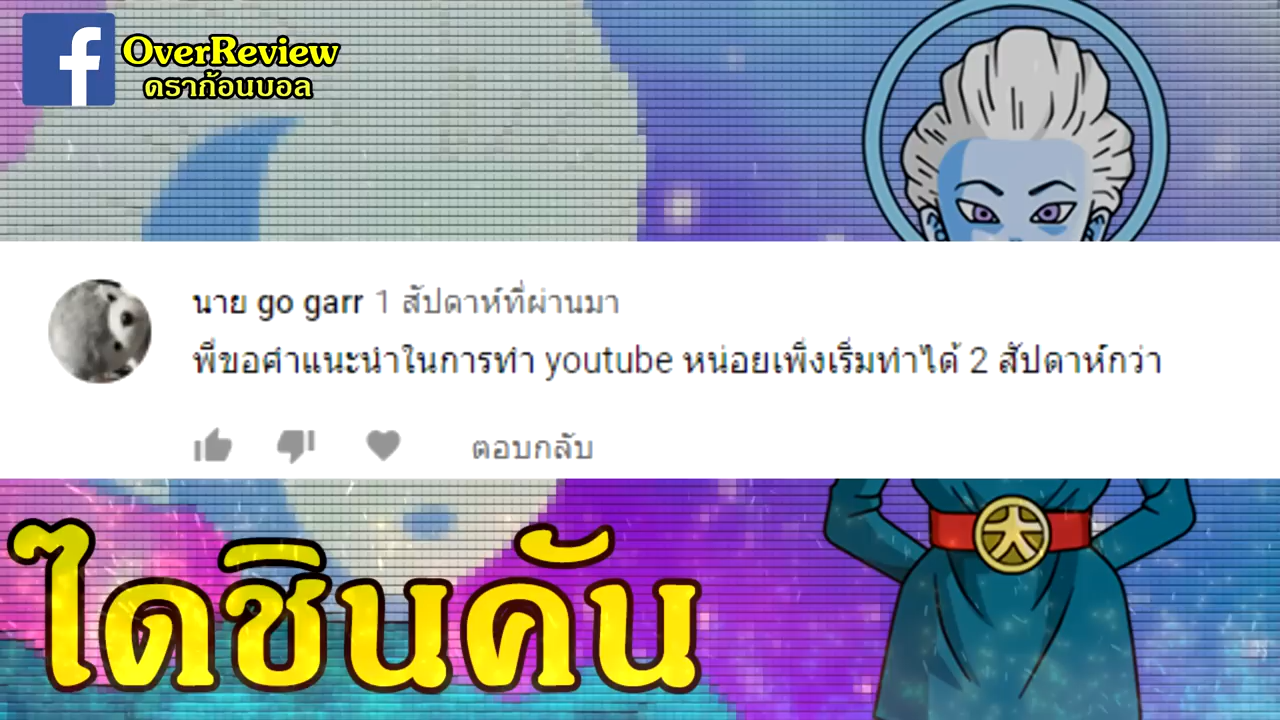 f OverReview
ดราก้อนบอล
นาย go garr 1 สัปดาห์ที่ผ่านมา
พี่ขอคำแนะนำในการทำ youtube หน่อยเพิ่งเริ่มทำได้ 2 สัปดาห์กว่า
ตอบกลับ
大
ไดชินคัน